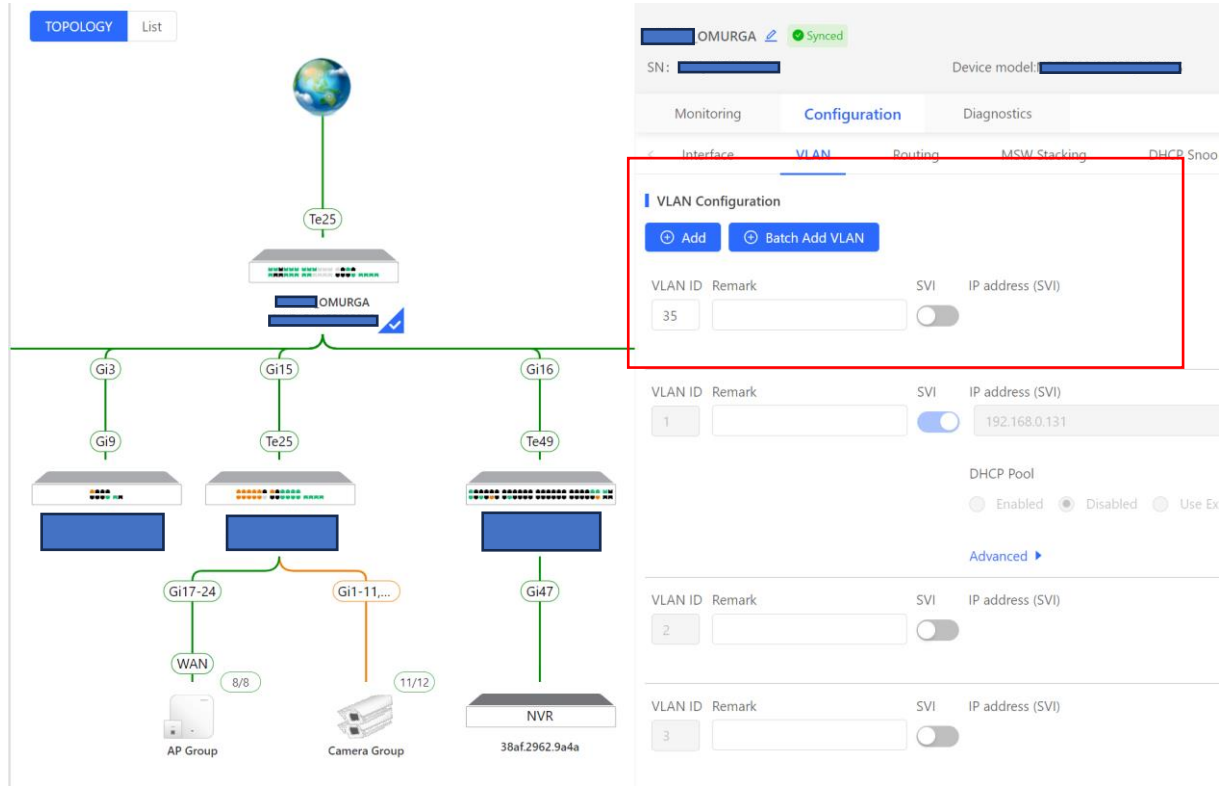 TOPOLOGY List
Te25
OMURGA
Gi3 Gi15 Gi16
Gi9 Te25 Te49
Gi17-24 Gi1-11,... Gi47
WAN
8/8 11/12
NVR
AP Group Camera Group 38af.2962.9a4a
OMURGA Synced
SN: Device model:
Monitoring Configuration Diagnostics
Interface VLAN Routing MSW Stacking DHCP Snoo
VLAN Configuration
Add Batch Add VLAN
VLAN ID Remark SVI IP address (SVI)
35
VLAN ID Remark SVI IP address (SVI)
1 192.168.0.131
DHCP Pool
Enabled Disabled Use Ex
Advanced
VLAN ID Remark SVI IP address (SVI)
2
VLAN ID Remark SVI IP address (SVI)
3